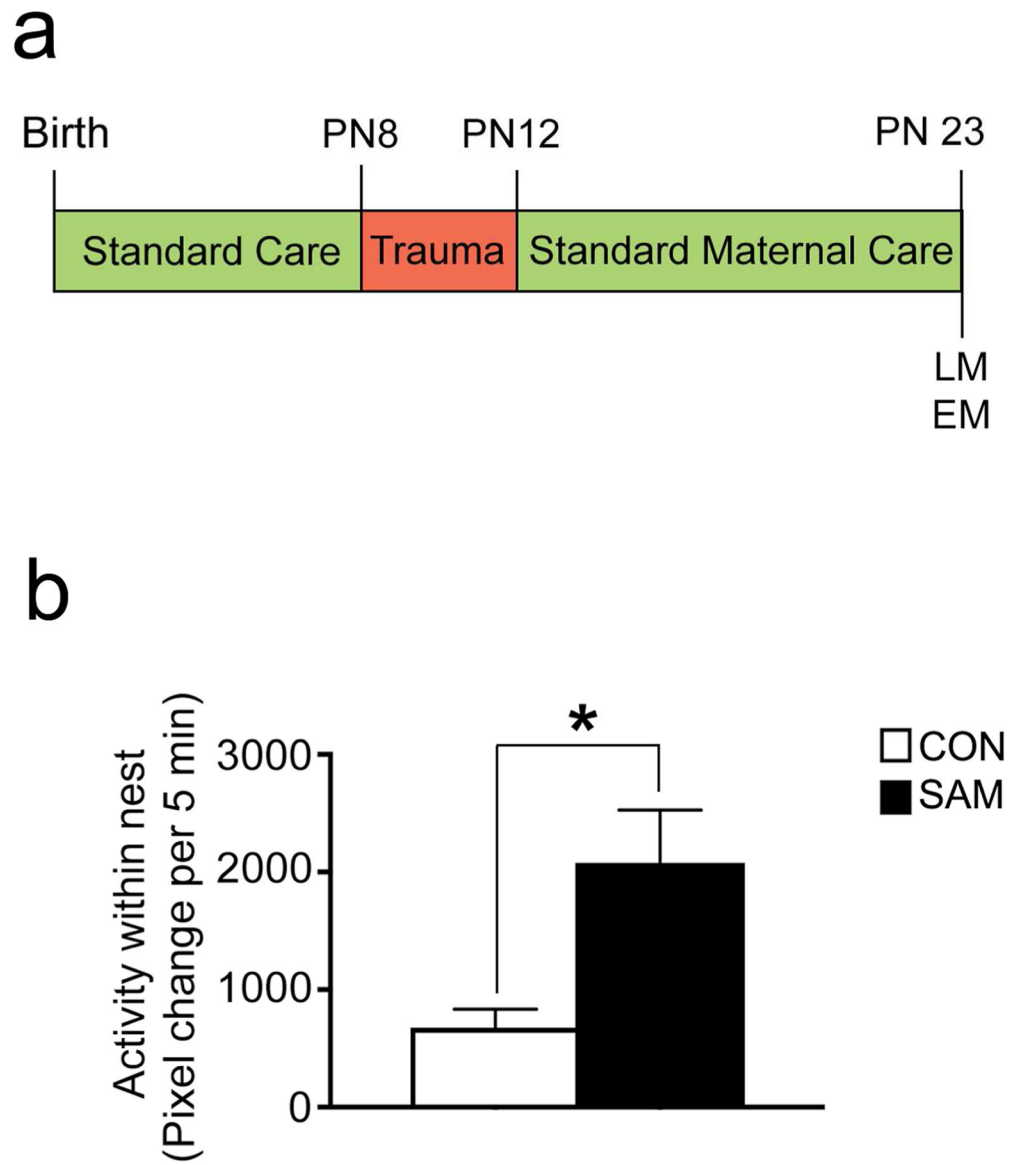 a
Birth PN8 PN12 PN 23
Standard Care Trauma Standard Maternal Care
LM
EM
b
Activity within nest
(Pixel change per 5 min)
3000
2000
1000
0
*
CON
SAM